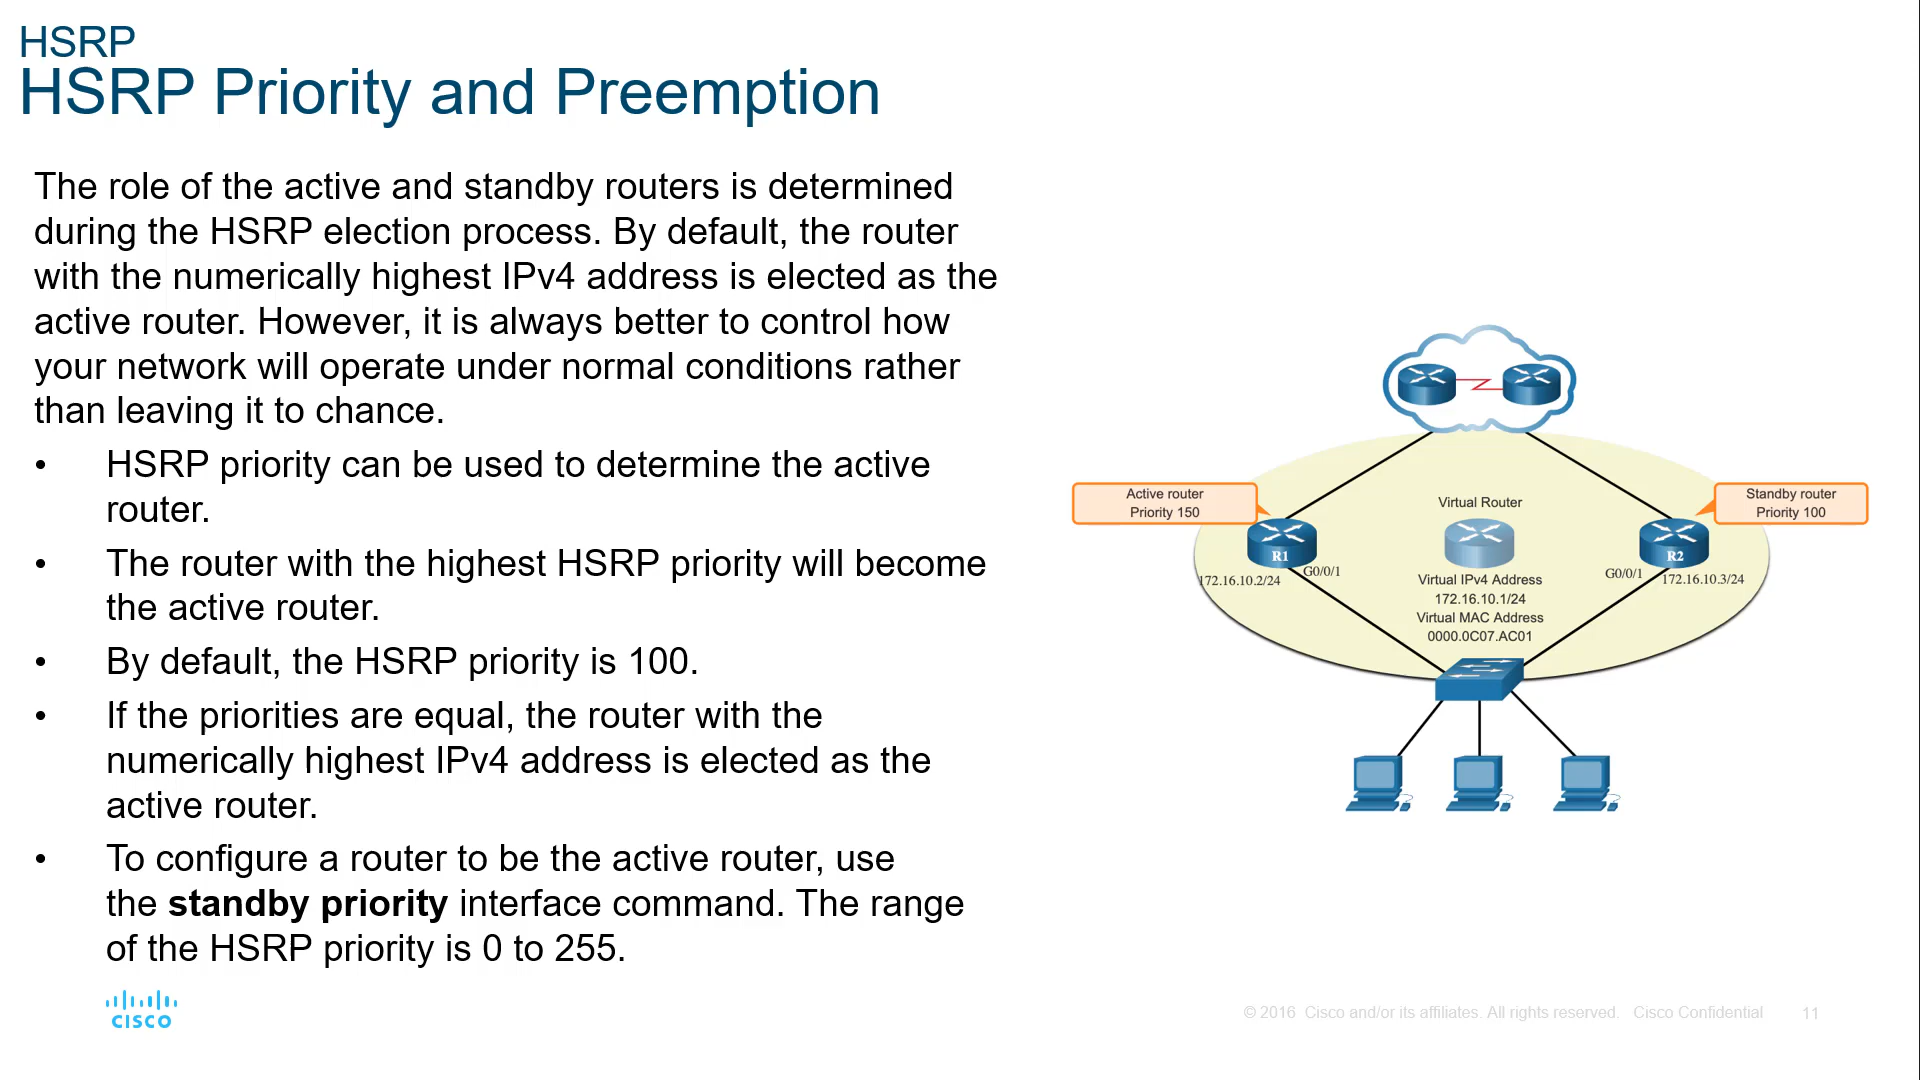 HSRP
HSRP Priority and Preemption
The role of the active and standby routers is determined
during the HSRP election process. By default, the router
with the numerically highest IPv4 address is elected as the
active router. However, it is always better to control how
your network will operate under normal conditions rather
than leaving it to chance.
• HSRP priority can be used to determine the active
router.
• The router with the highest HSRP priority will become
the active router.
• By default, the HSRP priority is 100.
• If the priorities are equal, the router with the
numerically highest IPv4 address is elected as the
active router.
• To configure a router to be the active router, use
the standby priority interface command. The range
of the HSRP priority is 0 to 255.
Active router
Priority 150
Virtual Router
Standby router
Priority 100
R1
R2
172.16.10.2/24
G0/0/1
Virtual IPv4 Address
172.16.10.1/24
Virtual MAC Address
0000.0C07.AC01
G0/0/1
172.16.10.3/24
CISCO
© 2016 Cisco and/or its affiliates. All rights reserved. Cisco Confidential
11